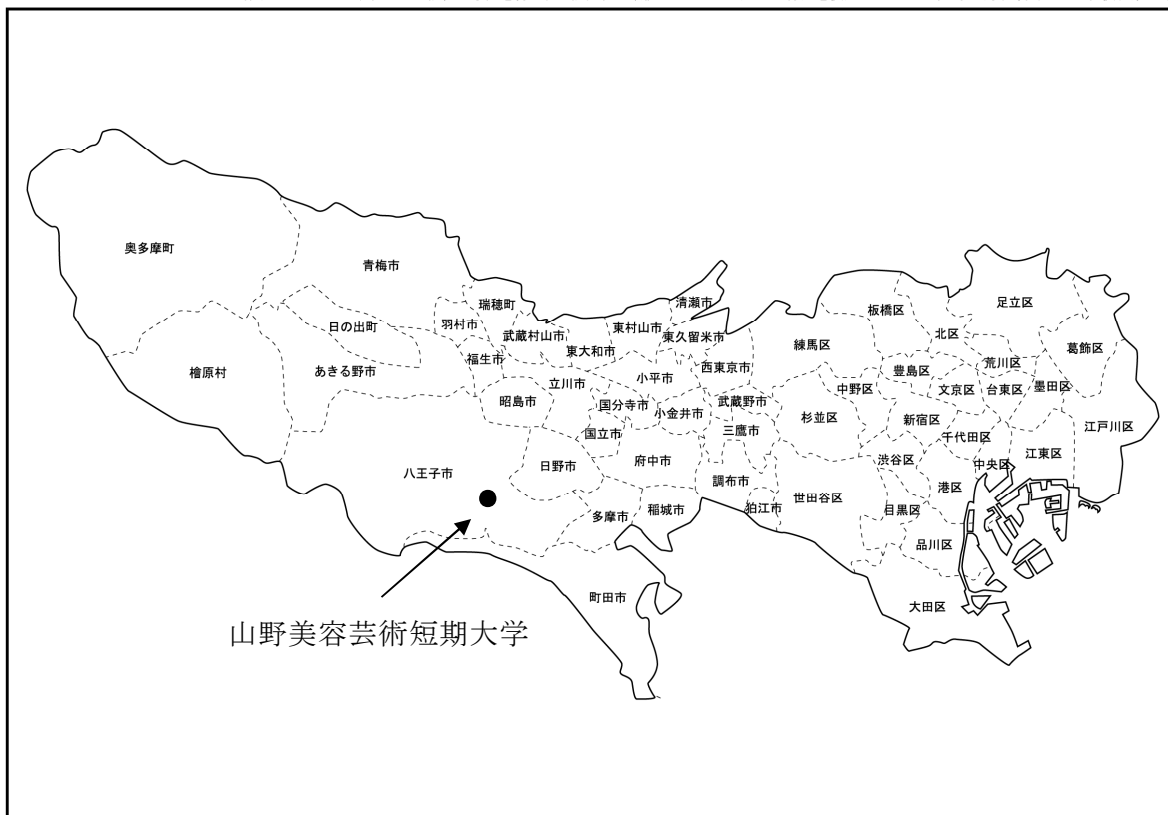 奥多摩町
青梅市
瑞穂町
清瀬市
足立区
板橋区
日の出町
羽村市
武蔵村山市
東村山市
東久留米市
練馬区
北区
葛飾区
檜原村
あきる野市
福生市
東大和市
小平市
西東京市
豊島区
荒川区
昭島市
立川市
国分寺市
小金井市
武蔵野市
杉並区
中野区
文京区
台東区
墨田区
国立市
三鷹市
新宿区
千代田区
江戸川区
八王子市
日野市
府中市
調布市
渋谷区
中央区
江東区
多摩市
稲城市
狛江市
世田谷区
目黒区
港区
品川区
町田市
大田区
山野美容芸術短期大学